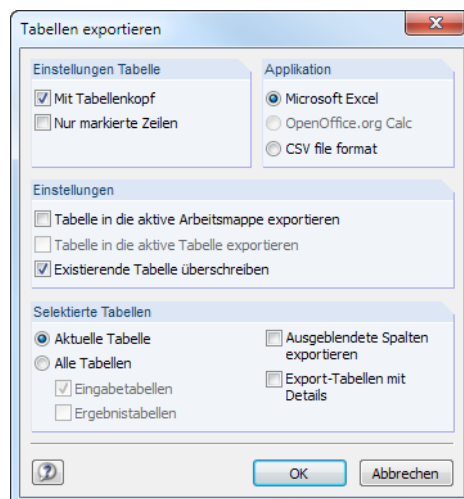 Tabellen exportieren
Einstellungen Tabelle
Mit Tabellenkopf
Nur markierte Zeilen
Applikation
Microsoft Excel
OpenOffice.org Calc
CSV file format
Einstellungen
Tabelle in die aktive Arbeitsmappe exportieren
Tabelle in die aktive Tabelle exportieren
Existierende Tabelle überschreiben
Selektierte Tabellen
Aktuelle Tabelle
Alle Tabellen
Eingabetabellen
Ergebnistabellen
Ausgeblendete Spalten
exportieren
Export-Tabellen mit
Details
OK
Abbrechen